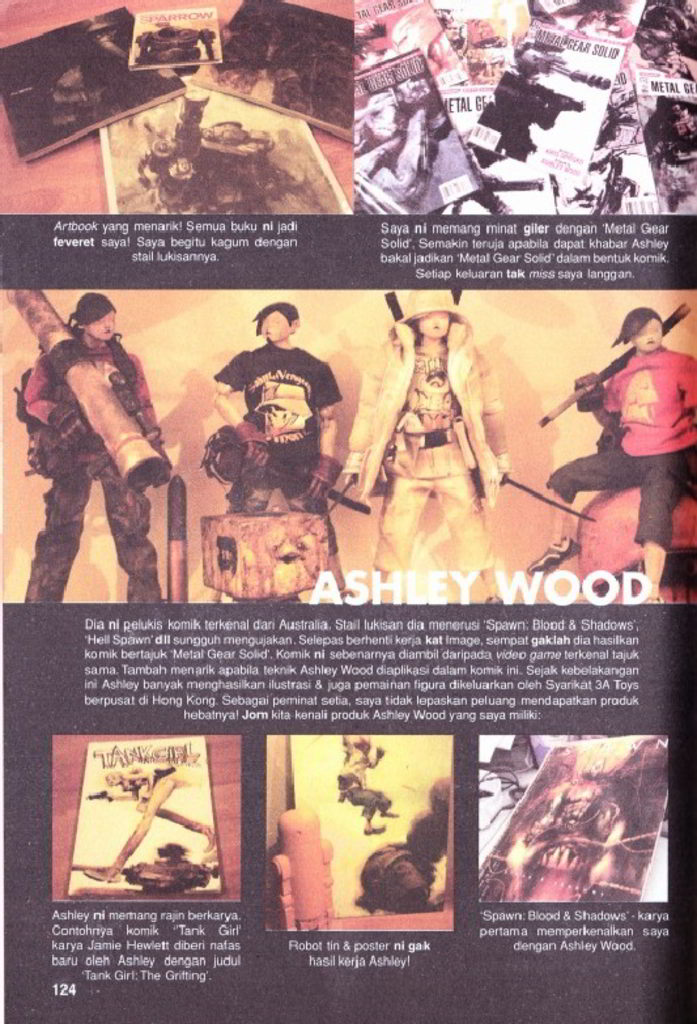 SPARROW
METAL GEAR SOLID
METAL GEAR SOLID
METAL GEAR SOLID
METAL GE
METAL GE
ASHLEY WOOD
Artbook yang menarik! Semua buku ni jadi
feveret saya! Saya begitu kagum dengan
stail lukisannya.
Saya ni memang minat giler dengan 'Metal Gear
Solid'. Semakin teruja apabila dapat khabar Ashley
bakal jadikan 'Metal Gear Solid' dalam bentuk komik.
Setiap keluaran tak miss saya langgan.
ASHLEY WOOD
Dia ni pelukis komik terkenal dari Australia. Stail lukisan dia menerusi 'Spawn: Blood & Shadows',
'Hell Spawn' dll sungguh mengujakan. Selepas berhenti kerja kat Image, sempat gaklah dia hasilkan
komik bertajuk 'Metal Gear Solid'. Komik ni sebenarnya diambil daripada video game terkenal tajuk
sama. Tambah menarik apabila teknik Ashley Wood diaplikasi dalam komik ini. Sejak kebelakangan
ini Ashley banyak menghasilkan ilustrasi & juga permainan figura dikeluarkan oleh Syarikat 3A Toys
berpusat di Hong Kong. Sebagai peminat setia, saya tidak lepaskan peluang mendapatkan produk
hebatnya! Jom kita kenali produk Ashley Wood yang saya miliki:
TANK GIRL
Ashley ni memang rajin berkarya.
Contohnya komik 'Tank Girl'
karya Jamie Hewlett diberi nafas
baru oleh Ashley dengan judul
'Tank Girl: The Grifting'.
Robot tin & poster ni gak
hasil kerja Ashley!
'Spawn: Blood & Shadows'- karya
pertama memperkenalkan saya
dengan Ashley Wood.
124